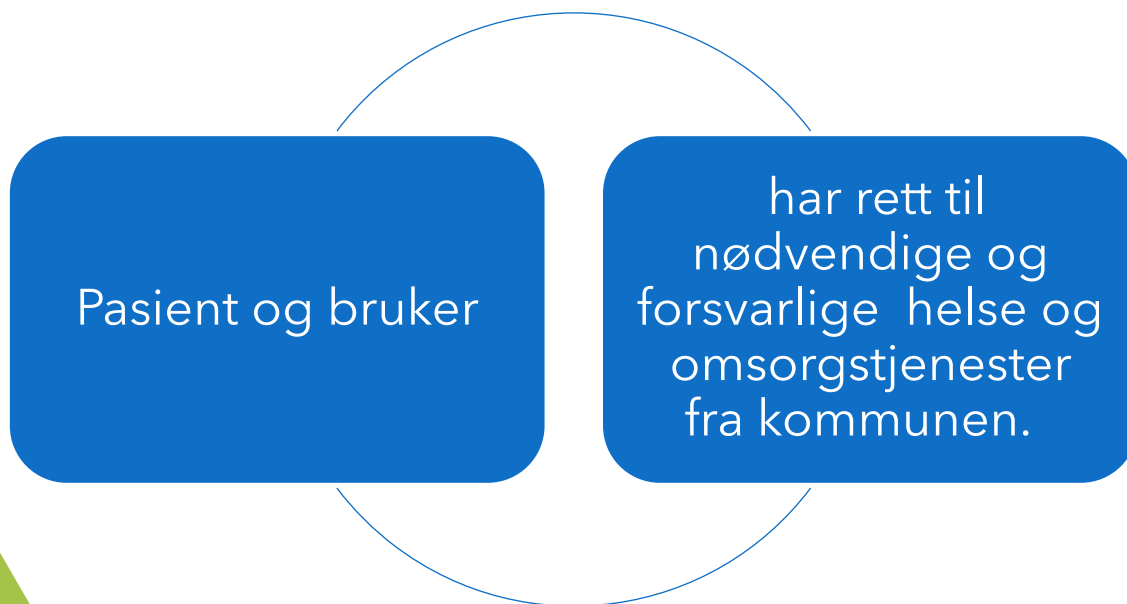 Pasient og bruker
har rett til
nødvendige og
forsvarlige  helse og
omsorgstjenester
fra kommunen.